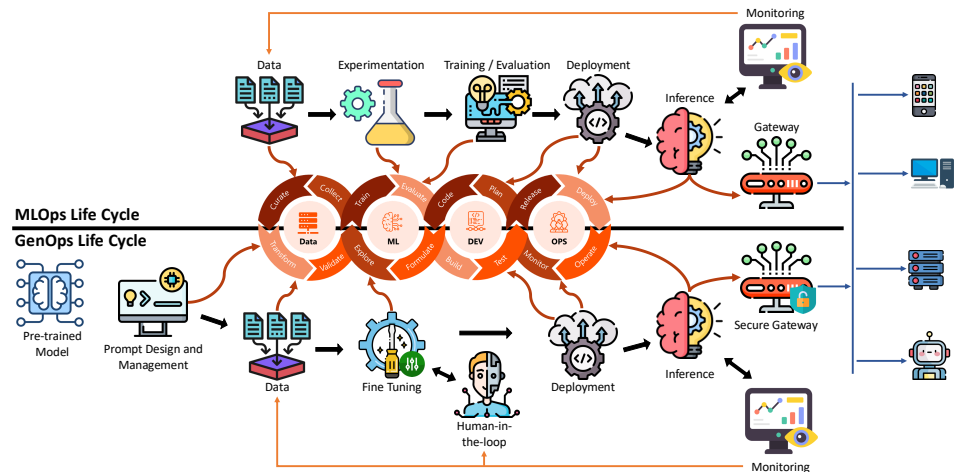 Monitoring
Data
Experimentation
Training / Evaluation
Deployment
Inference
Gateway
Curate
Collect
Train
Evaluate
Code
Plan
Release
Deploy
MLOps Life Cycle
GenOps Life Cycle
Data
ML
DEV
OPS
Transform
Validate
Explore
Formulate
Build
Test
Monitor
Operate
Pre-trained
Model
Prompt Design and
Management
Data
Fine Tuning
Human-in-
the-loop
Deployment
Inference
Secure Gateway
Monitoring